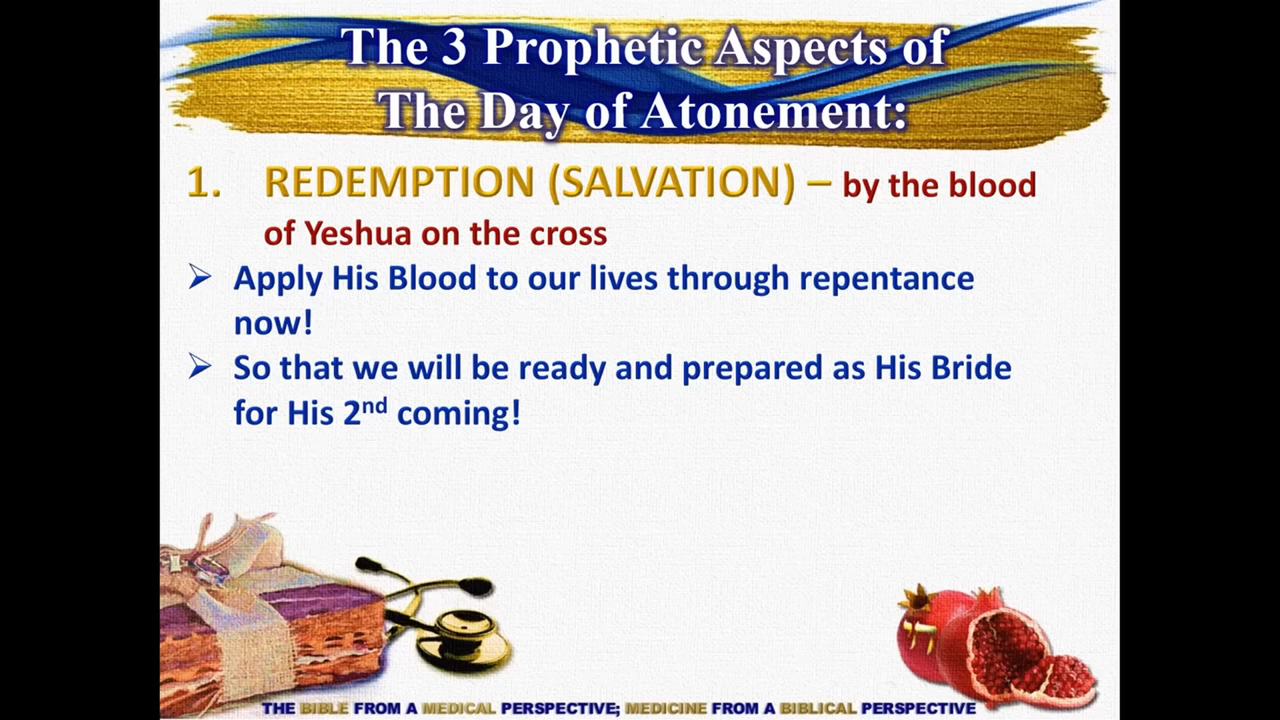 The 3 Prophetic Aspects of
The Day of Atonement:
1. REDEMPTION (SALVATION) – by the blood
of Yeshua on the cross
➢ Apply His Blood to our lives through repentance
now!
➢ So that we will be ready and prepared as His Bride
for His 2nd coming!
THE BIBLE FROM A MEDICAL PERSPECTIVE; MEDICINE FROM A BIBLICAL PERSPECTIVE